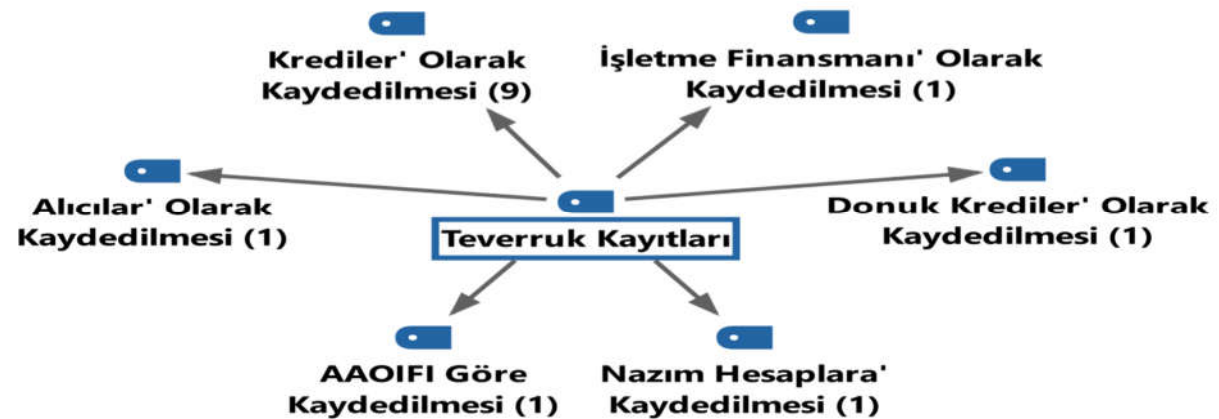 Krediler' Olarak
Kaydedilmesi (9)
İşletme Finansmanı' Olarak
Kaydedilmesi (1)
Alıcılar' Olarak
Kaydedilmesi (1)
Teverruk Kayıtları
Donuk Krediler' Olarak
Kaydedilmesi (1)
AAOIFI Göre
Kaydedilmesi (1)
Nazım Hesaplara'
Kaydedilmesi (1)